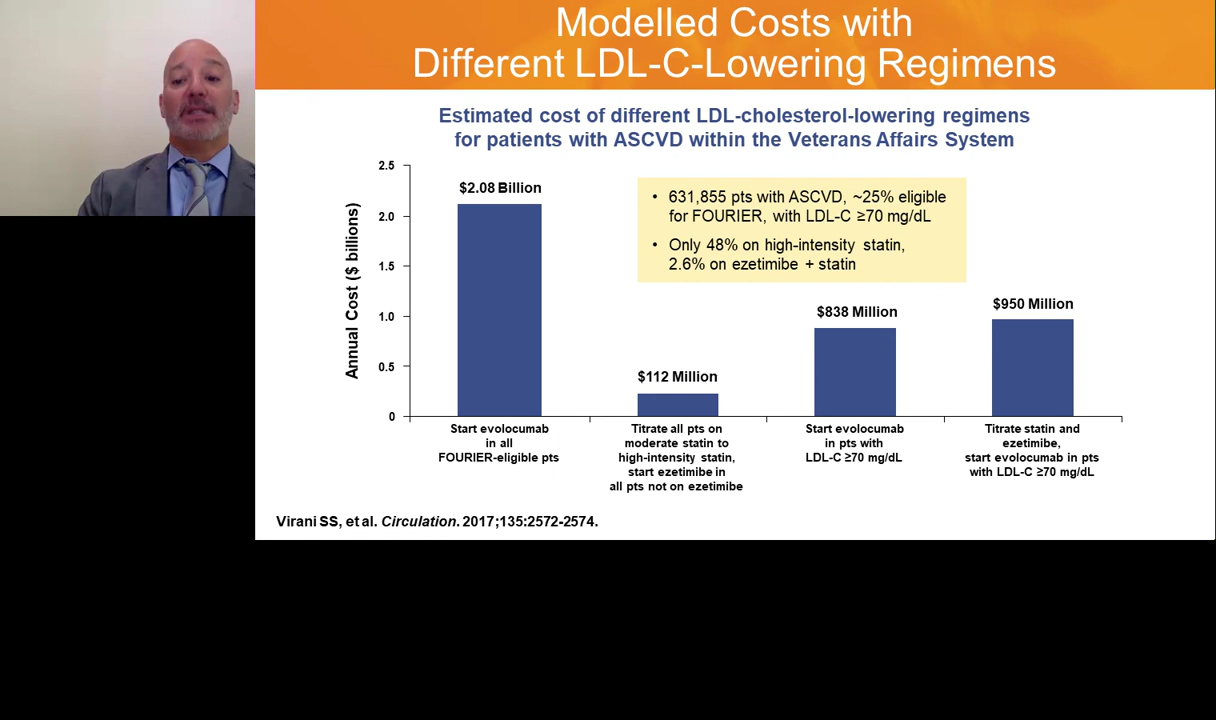 Modelled Costs with
Different LDL-C-Lowering Regimens
Estimated cost of different LDL-cholesterol-lowering regimens
for patients with ASCVD within the Veterans Affairs System
Annual Cost ($ billions)
2.5
2.0
1.5
1.0
0.5
0
$2.08 Billion
$112 Million
$838 Million
$950 Million
• 631,855 pts with ASCVD, ~25% eligible
for FOURIER, with LDL-C ≥70 mg/dL
• Only 48% on high-intensity statin,
2.6% on ezetimibe + statin
Start evolocumab
in all
FOURIER-eligible pts
Titrate all pts on
moderate statin to
high-intensity statin,
start ezetimibe in
all pts not on ezetimibe
Start evolocumab
in pts with
LDL-C ≥70 mg/dL
Titrate statin and
ezetimibe,
start evolocumab in pts
with LDL-C ≥70 mg/dL
Virani SS, et al. Circulation. 2017;135:2572-2574.